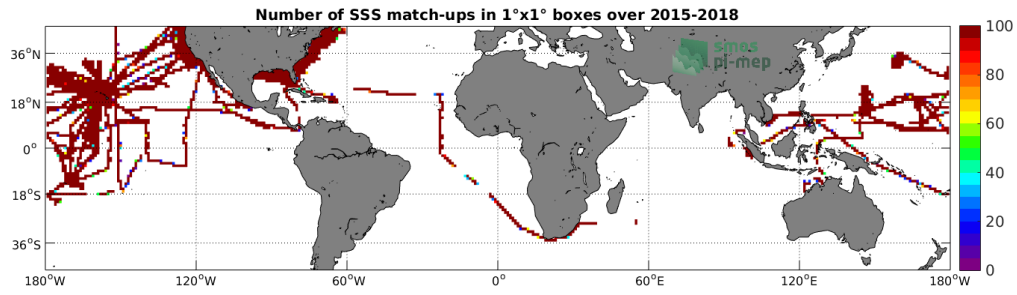 Number of SSS match-ups in 1°x1° boxes over 2015-2018
36°N
18°N
0°
18°S
36°S
180°W
120°W
60°W
0°
60°E
120°E
180°E
100
80
60
40
20
0
smos
pi-mep